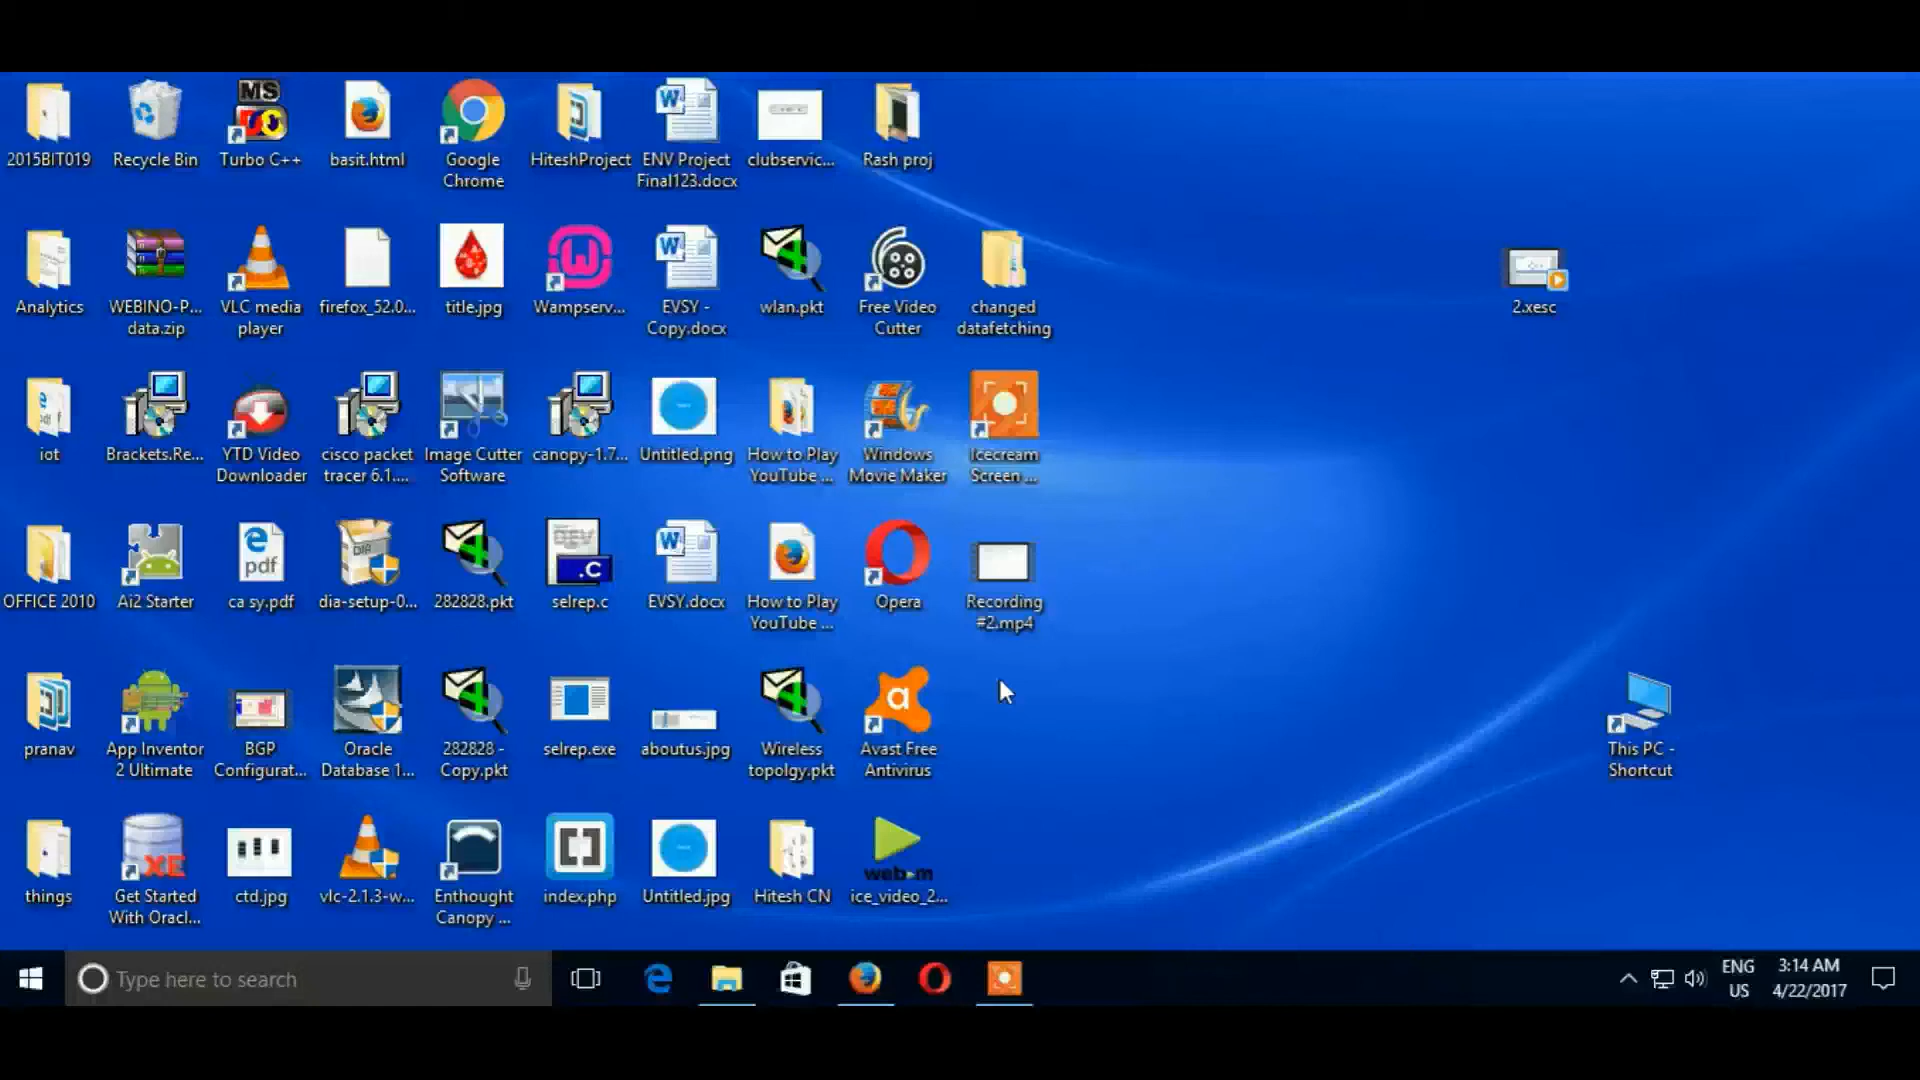 2015BIT019
Recycle Bin
MS
Turbo C++
basit.html
Google
Chrome
HiteshProject
W
ENV Project
Final123.docx
clubservic...
Rash proj
Analytics
WEBINO-P...
data.zip
VLC media
player
firefox_52.0...
title.jpg
W
Wampserv...
W
EVSY -
Copy.docx
wlan.pkt
Free Video
Cutter
changed
datafetching
2.xesc
pdf
iot
Brackets.Re...
YTD Video
Downloader
cisco packet
tracer 6.1....
Image Cutter
Software
canopy-1.7...
Untitled.png
How to Play
YouTube ...
Windows
Movie Maker
Icecream
Screen ...
OFFICE 2010
Ai2 Starter
pdf
ca sy.pdf
DIA
dia-setup-0...
282828.pkt
DEV
.C
selrep.c
W
EVSY.docx
How to Play
YouTube ...
Opera
Recording
#2.mp4
pranav
App Inventor
2 Ultimate
BGP
Configurat...
Oracle
Database 1...
282828 -
Copy.pkt
selrep.exe
aboutus.jpg
Wireless
topolgy.pkt
a
Avast Free
Antivirus
This PC -
Shortcut
things
XE
Get Started
With Oracl...
ctd.jpg
vlc-2.1.3-w...
Enthought
Canopy ...
index.php
Untitled.jpg
Hitesh CN
web-m
ice_video_2...
Type here to search
ENG
US
3:14 AM
4/22/2017